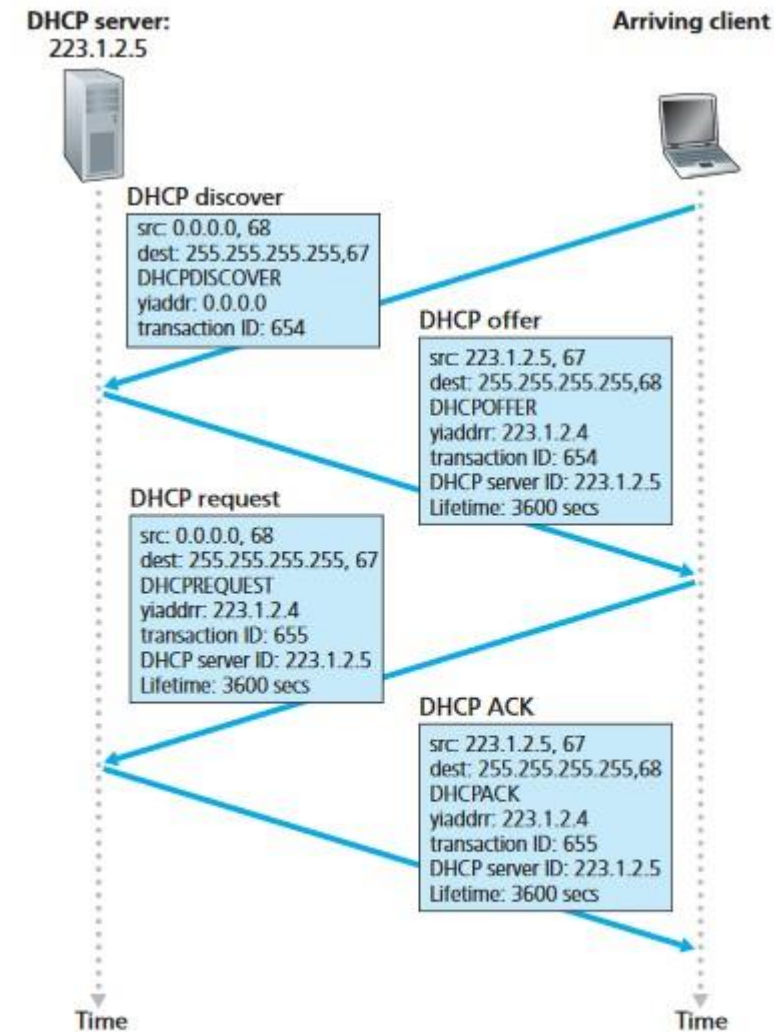 DHCP server:
223.1.2.5
Arriving client
DHCP discover
src: 0.0.0.0, 68
dest: 255.255.255.255,67
DHCPDISCOVER
yiaddr: 0.0.0.0
transaction ID: 654
DHCP offer
src: 223.1.2.5, 67
dest: 255.255.255.255,68
DHCPOFFER
yiaddrr: 223.1.2.4
transaction ID: 654
DHCP server ID: 223.1.2.5
Lifetime: 3600 secs
DHCP request
src: 0.0.0.0, 68
dest: 255.255.255.255, 67
DHCPREQUEST
yiaddrr: 223.1.2.4
transaction ID: 655
DHCP server ID: 223.1.2.5
Lifetime: 3600 secs
DHCP ACK
src: 223.1.2.5, 67
dest: 255.255.255.255,68
DHCPACK
yiaddrr: 223.1.2.4
transaction ID: 655
DHCP server ID: 223.1.2.5
Lifetime: 3600 secs
Time
Time